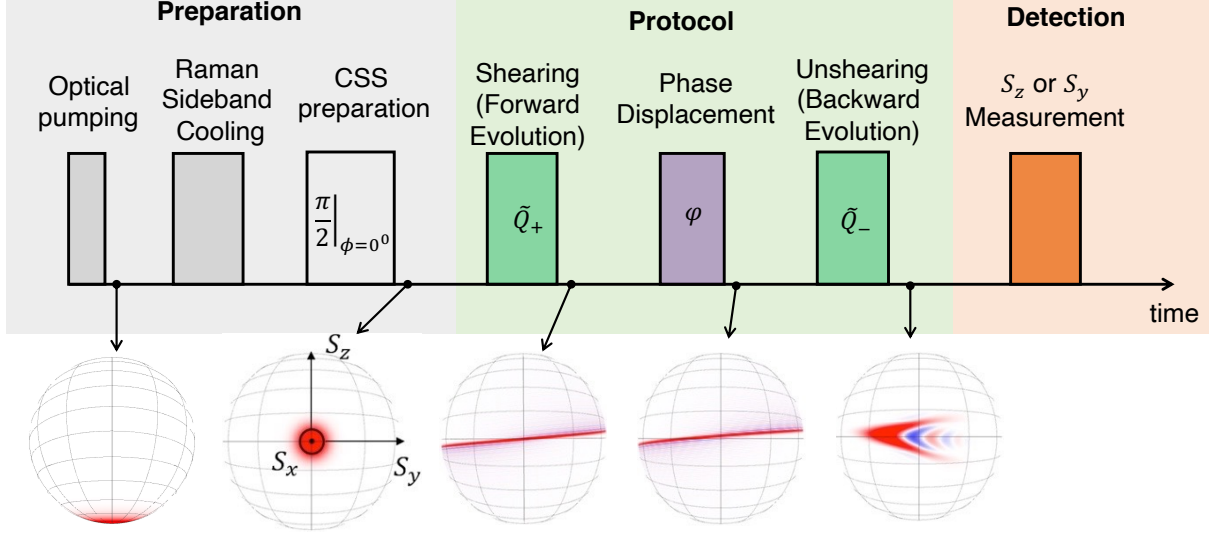 Preparation
Protocol
Detection
Optical
pumping
Raman
Sideband
Cooling
CSS
preparation
Shearing
(Forward
Evolution)
Phase
Displacement
Unshearing
(Backward
Evolution)
S_z or S_y
Measurement
π/2|_{ϕ=0⁰}
Q̃₊
φ
Q̃₋
time
S_z
S_x
S_y